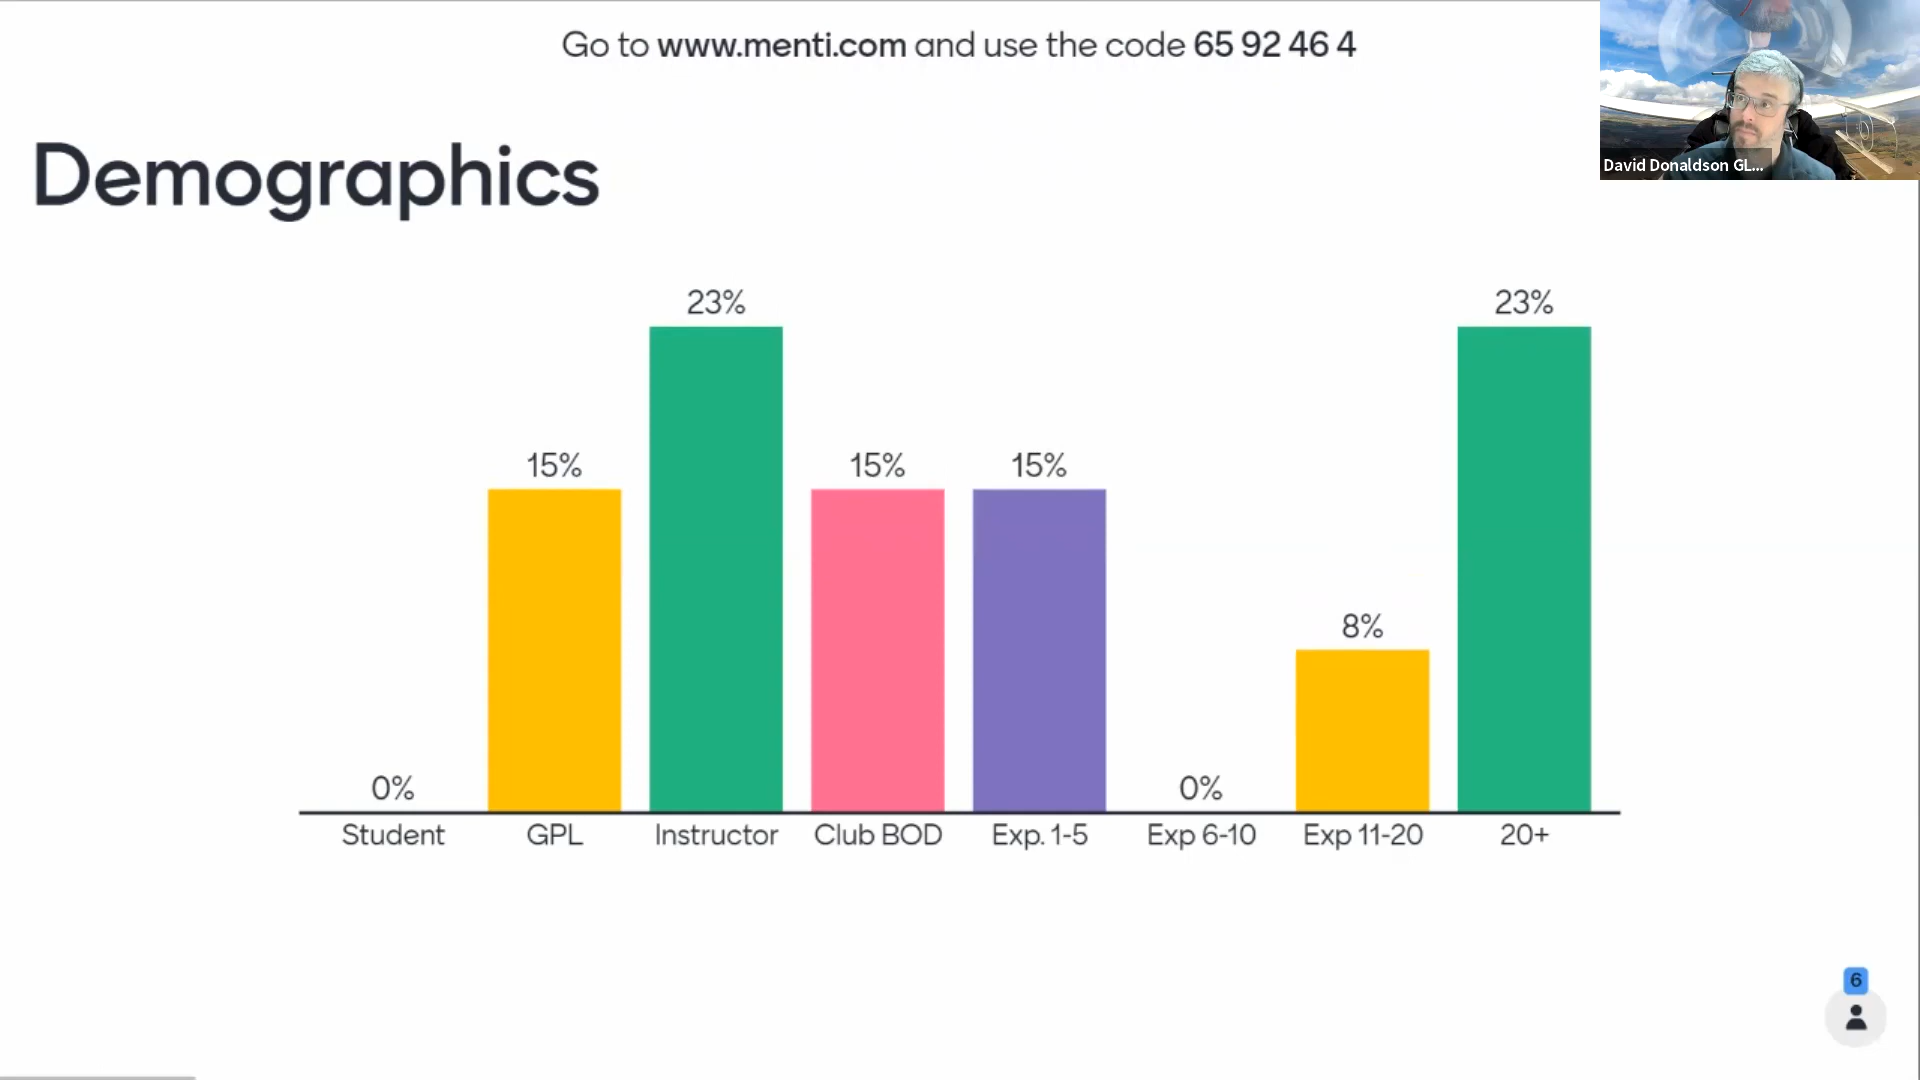 Go to www.menti.com and use the code 65 92 46 4
David Donaldson GL...
Demographics
23%
23%
15%
15%
15%
8%
0%
0%
Student
GPL
Instructor
Club BOD
Exp. 1-5
Exp 6-10
Exp 11-20
20+
6